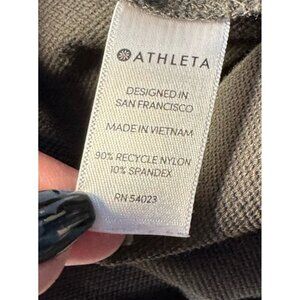 ATHLETA
DESIGNED IN
SAN FRANCISCO
MADE IN VIETNAM
90% RECYCLE NYLON
10% SPANDEX
RN 54023